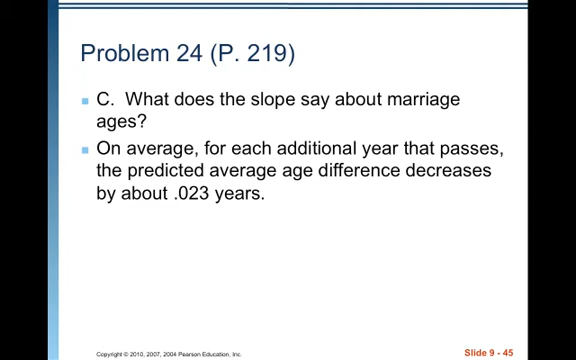 Problem 24 (P. 219)
C. What does the slope say about marriage
ages?
On average, for each additional year that passes,
the predicted average age difference decreases
by about .023 years.
Copyright © 2010, 2007, 2004 Pearson Education, Inc.
Slide 9 - 45